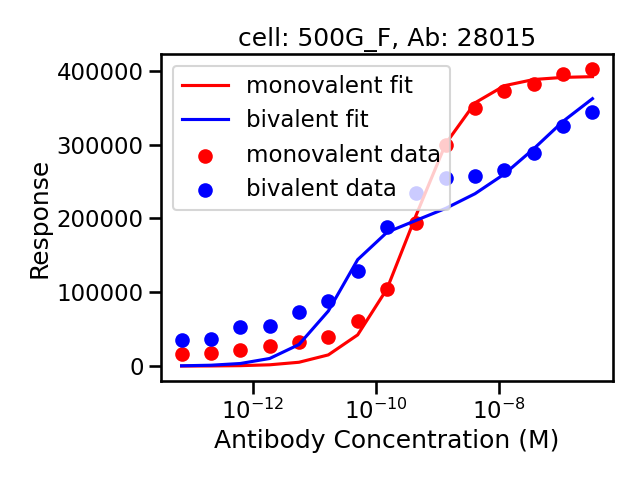 cell: 500G_F, Ab: 28015
monovalent fit
bivalent fit
monovalent data
bivalent data
400000
300000
200000
100000
0
Response
10⁻¹² 10⁻¹⁰ 10⁻⁸
Antibody Concentration (M)